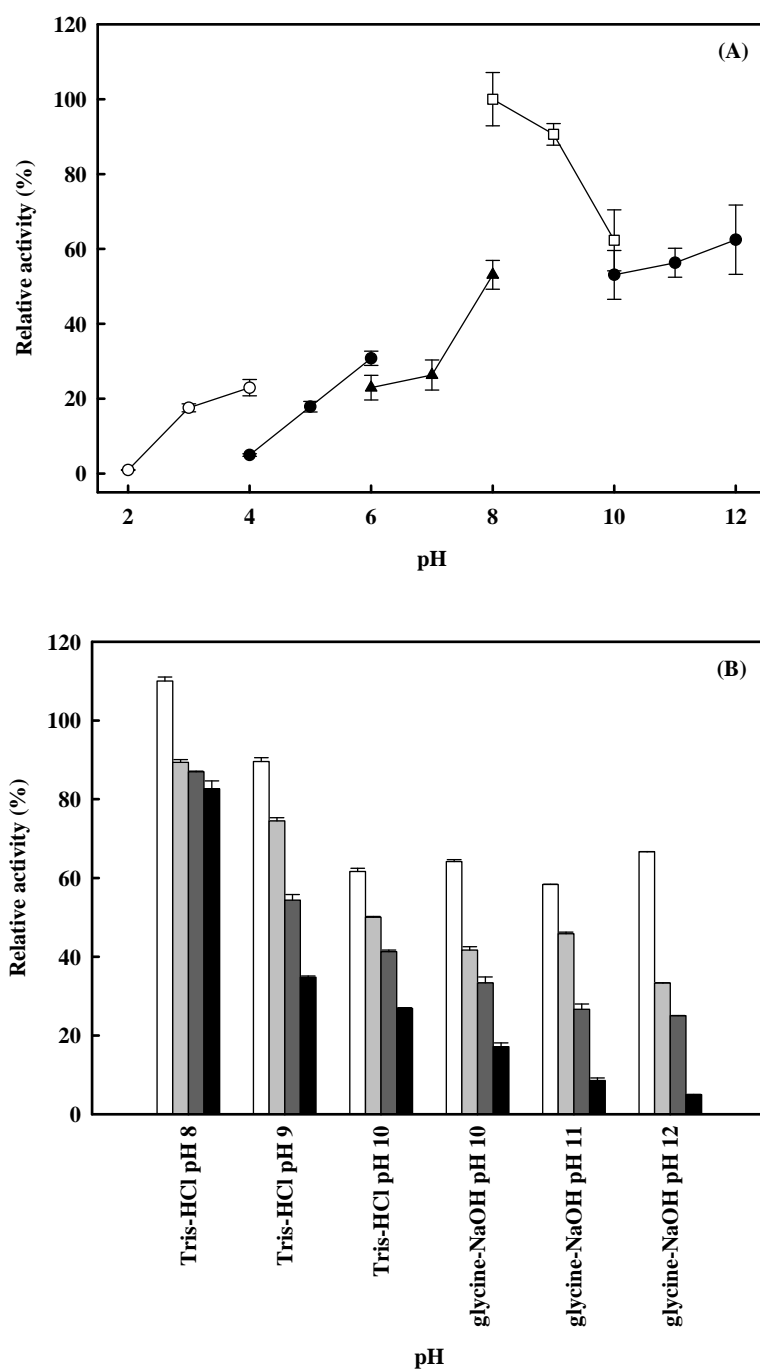 120
(A)
100
80
60
40
20
0
Relative activity (%)
2 4 6 8 10 12
pH
120
(B)
100
80
60
40
20
0
Relative activity (%)
Tris-HCl pH 8
Tris-HCl pH 9
Tris-HCl pH 10
glycine-NaOH pH 10
glycine-NaOH pH 11
glycine-NaOH pH 12
pH